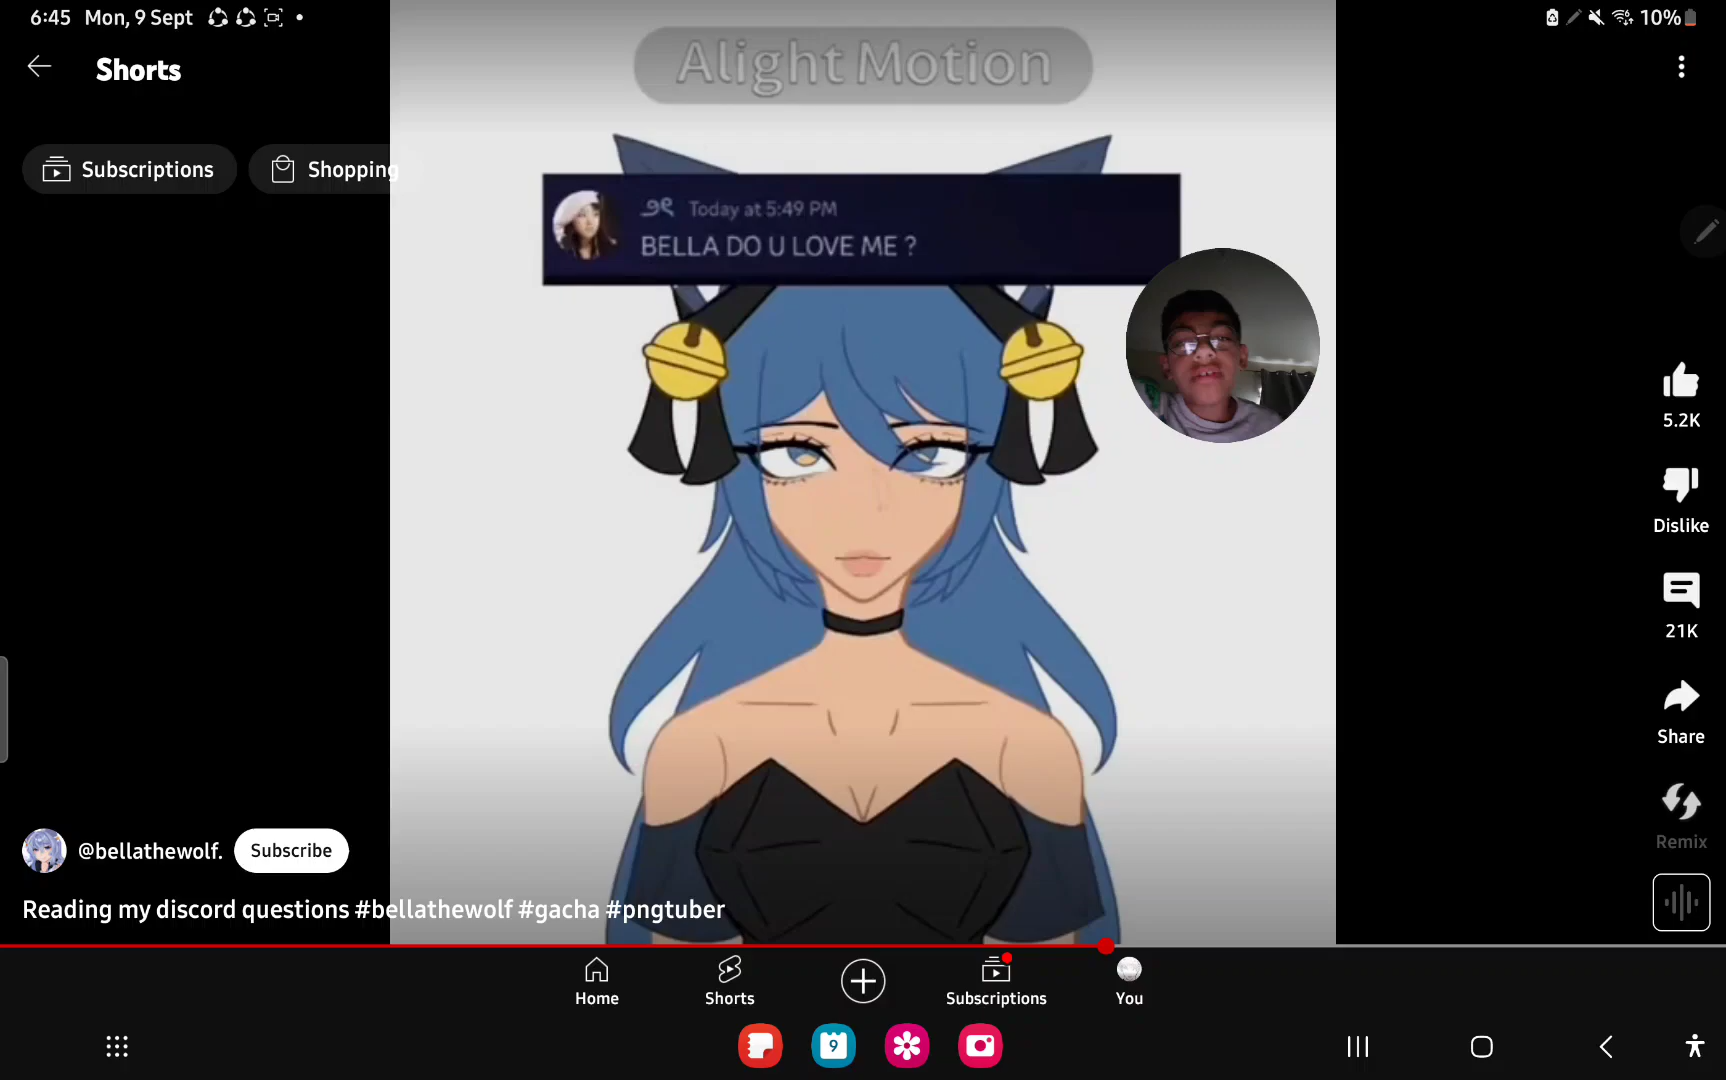 6:45 Mon, 9 Sept
10%
Shorts
Alight Motion
Subscriptions
Shopping
Today at 5:49 PM
BELLA DO U LOVE ME ?
5.2K
Dislike
21K
Share
Remix
@bellathewolf.
Subscribe
Reading my discord questions #bellathewolf #gacha #pngtuber
Home
Shorts
Subscriptions
You
9